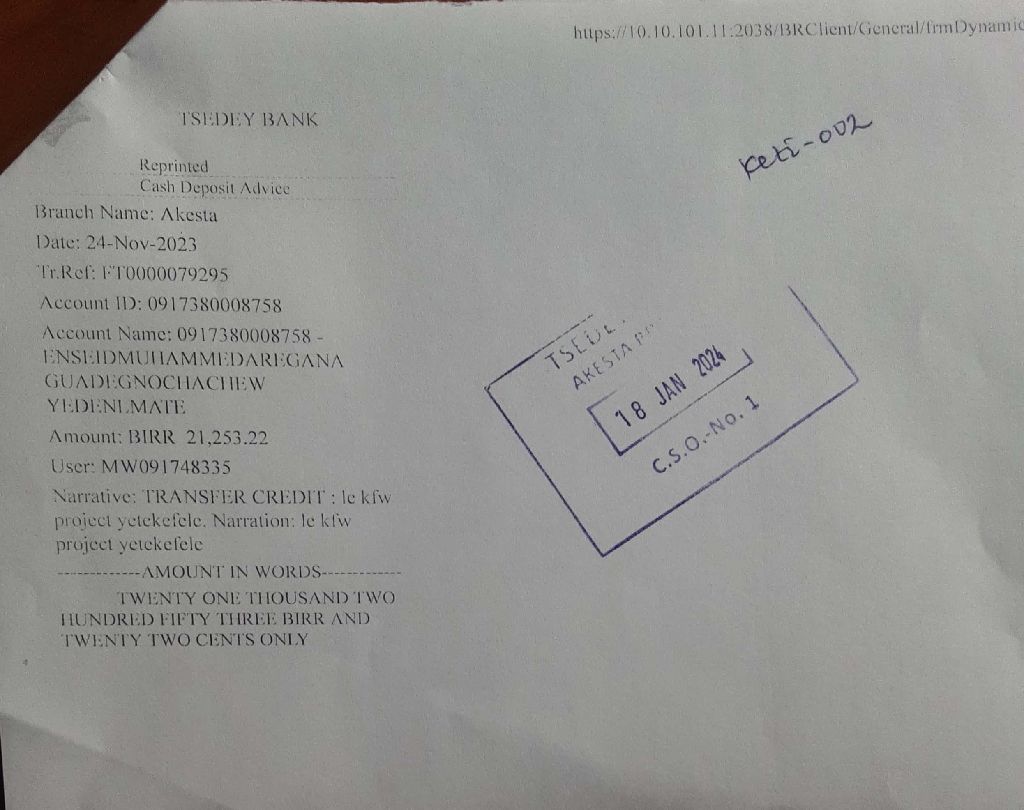 https://10.10.101.11:2038/BRClient/General/frmDynamic
TSEDEY BANK
Keti-002
Reprinted
Cash Deposit Advice
Branch Name: Akesta
Date: 24-Nov-2023
Tr.Ref: FT0000079295
Account ID: 0917380008758
Account Name: 0917380008758 -
ENSEIDMUHAMMEDAREGANA
GUADEGNOCHACHEW
YEDENLMATE
Amount: BIRR 21,253.22
User: MW091748335
Narrative: TRANSFER CREDIT : le kfw
project yetekefele. Narration: le kfw
project yetekefele
------------AMOUNT IN WORDS------------
TWENTY ONE THOUSAND TWO
HUNDRED FIFTY THREE BIRR AND
TWENTY TWO CENTS ONLY
AKESTA
18 JAN 2024
C.S.O.-No. 1